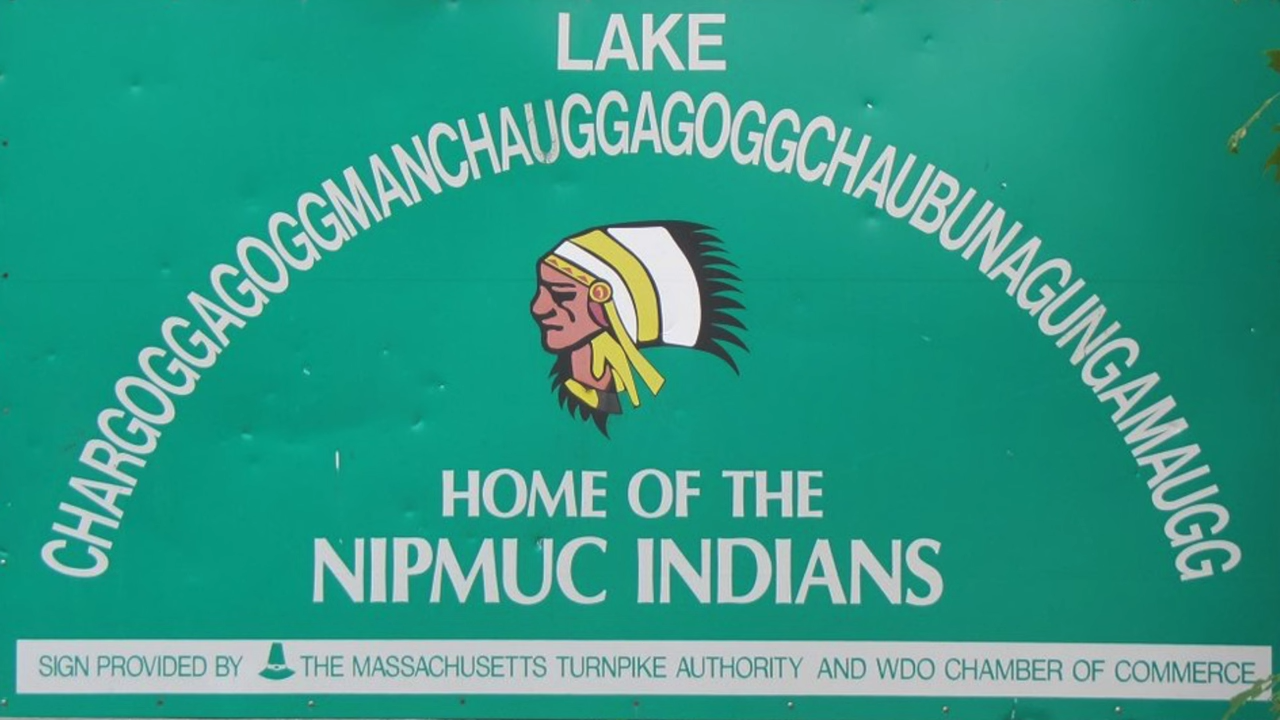 LAKE
CHARGOGGAGOGGMANCHAUGGAGOGGCHAUBUNAGUNGAMAUGG
HOME OF THE
NIPMUC INDIANS
SIGN PROVIDED BY THE MASSACHUSETTS TURNPIKE AUTHORITY AND WDO CHAMBER OF COMMERCE